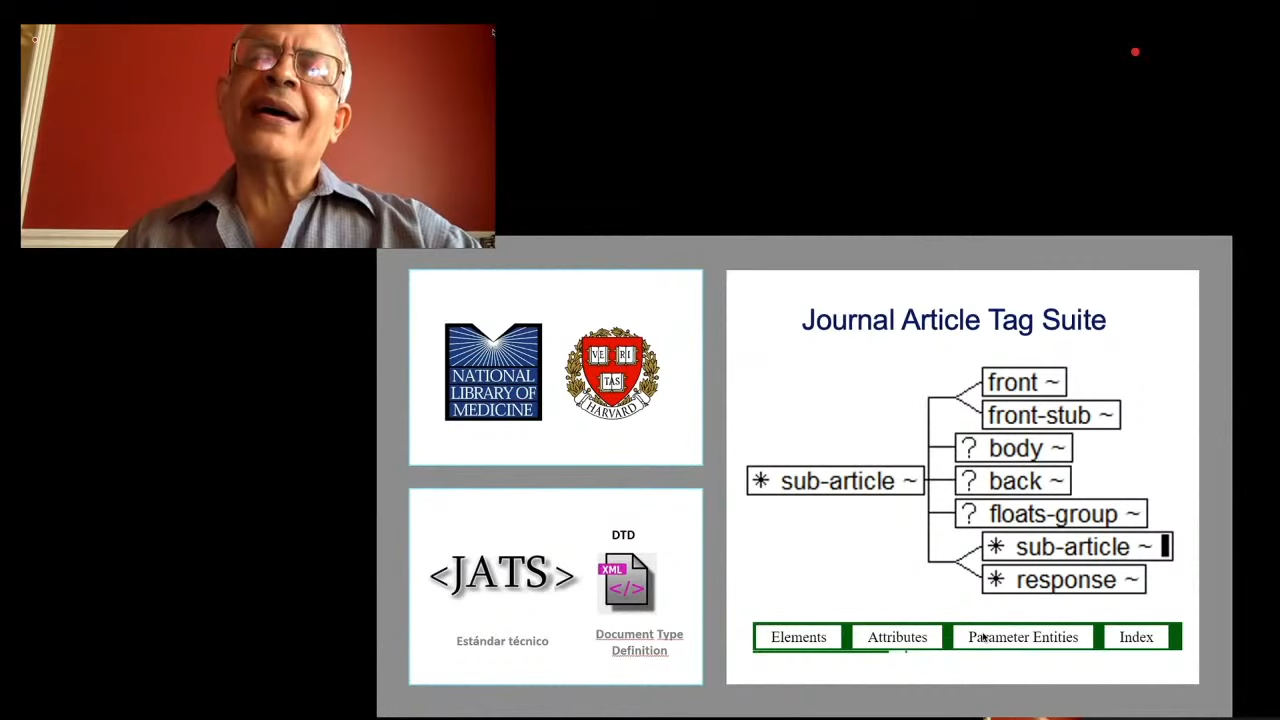 NATIONAL
LIBRARY OF
MEDICINE
VE RI
TAS
HARVARD
<JATS>
Estándar técnico
DTD
XML
</>
Document Type
Definition
Journal Article Tag Suite
front ~
front-stub ~
? body ~
* sub-article ~
? back ~
? floats-group ~
* sub-article ~
* response ~
Elements
Attributes
Parameter Entities
Index